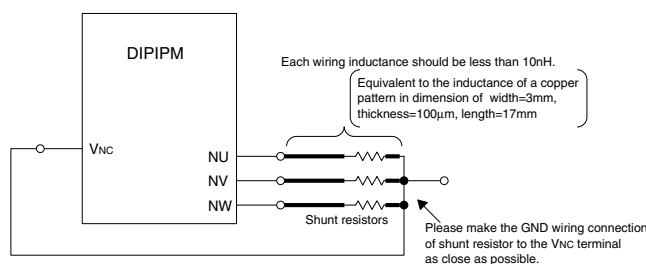 DIPIPM
Each wiring inductance should be less than 10nH.
Equivalent to the inductance of a copper
pattern in dimension of width=3mm,
thickness=100μm, length=17mm
VNC
NU
NV
NW
Shunt resistors
Please make the GND wiring connection
of shunt resistor to the VNC terminal
as close as possible.